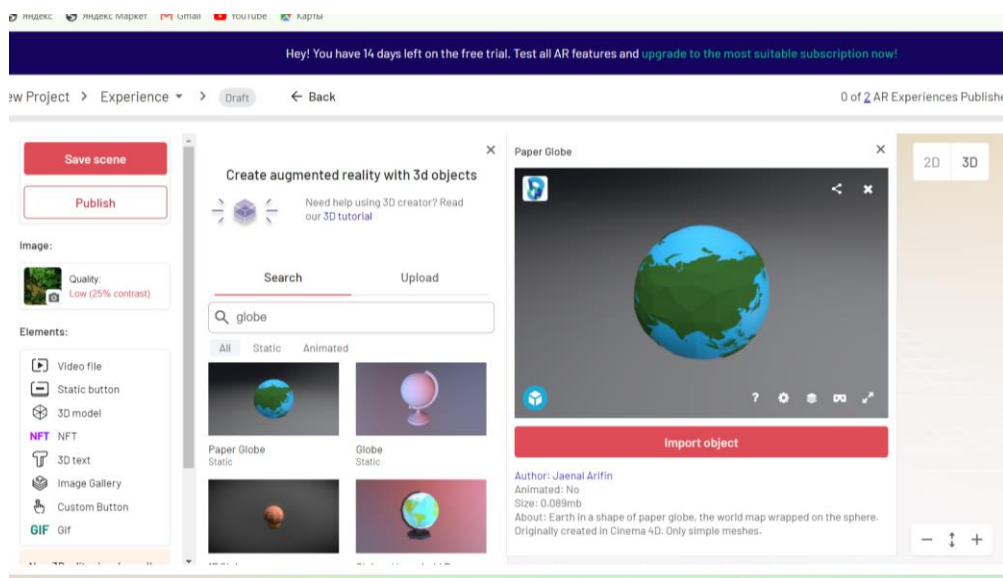 Яндекс Яндекс Маркет Gmail YouTube Карты
Hey! You have 14 days left on the free trial. Test all AR features and upgrade to the most suitable subscription now!
ew Project > Experience > Draft ← Back
0 of 2 AR Experiences Publishe
Save scene
Publish
Image:
Quality:
Low (25% contrast)
Elements:
Video file
Static button
3D model
NFT NFT
3D text
Image Gallery
Custom Button
GIF Gif
Create augmented reality with 3d objects
Need help using 3D creator? Read
our 3D tutorial
Search Upload
globe
All Static Animated
Paper Globe
Static
Globe
Static
Paper Globe
?
Import object
Author: Jaenal Arifin
Animated: No
Size: 0.089mb
About: Earth in a shape of paper globe, the world map wrapped on the sphere.
Originally created in Cinema 4D. Only simple meshes.
2D 3D